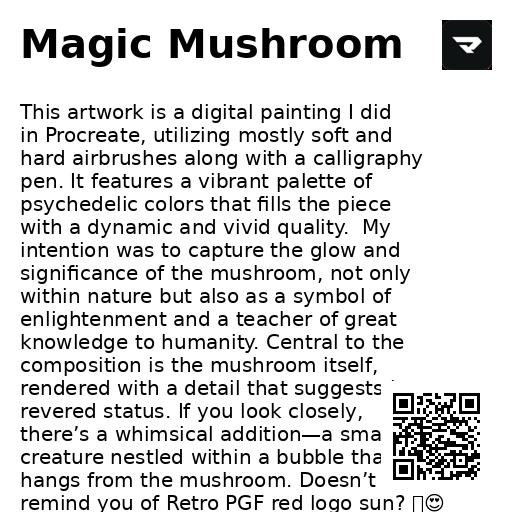 Magic Mushroom
This artwork is a digital painting I did
in Procreate, utilizing mostly soft and
hard airbrushes along with a calligraphy
pen. It features a vibrant palette of
psychedelic colors that fills the piece
with a dynamic and vivid quality.  My
intention was to capture the glow and
significance of the mushroom, not only
within nature but also as a symbol of
enlightenment and a teacher of great
knowledge to humanity. Central to the
composition is the mushroom itself,
rendered with a detail that suggests
revered status. If you look closely,
there’s a whimsical addition—a sma
creature nestled within a bubble tha
hangs from the mushroom. Doesn’t
remind you of Retro PGF red logo sun? 😍